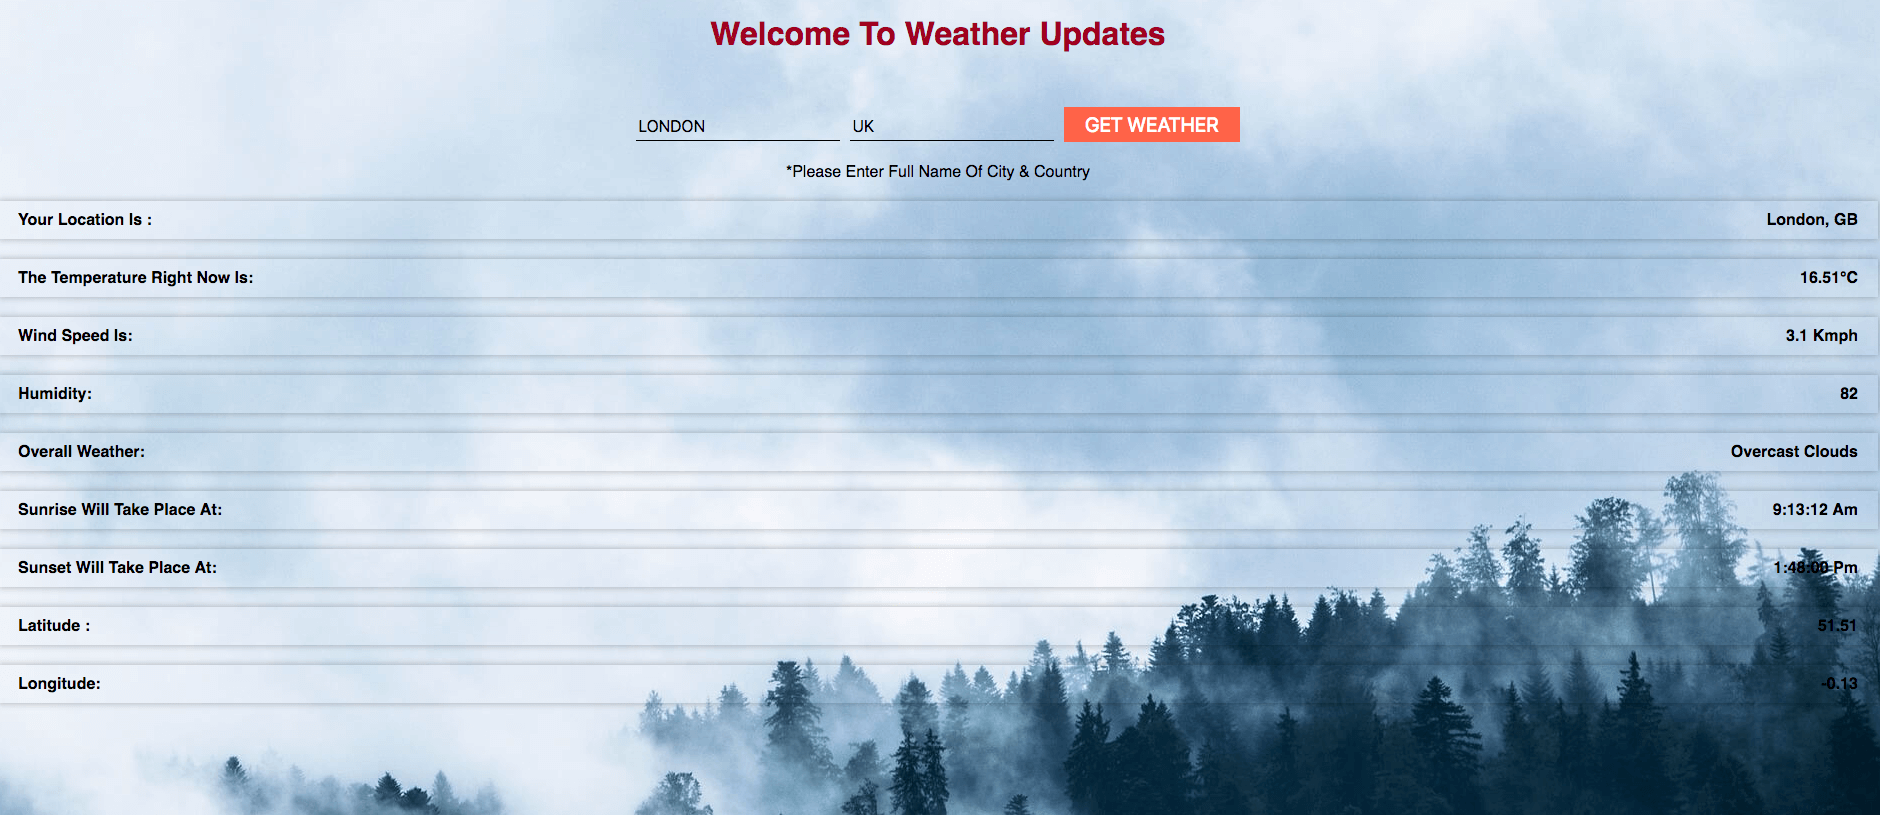 Welcome To Weather Updates
LONDON UK GET WEATHER
*Please Enter Full Name Of City & Country
Your Location Is : London, GB
The Temperature Right Now Is: 16.51°C
Wind Speed Is: 3.1 Kmph
Humidity: 82
Overall Weather: Overcast Clouds
Sunrise Will Take Place At: 9:13:12 Am
Sunset Will Take Place At: 1:48:00 Pm
Latitude : 51.51
Longitude: -0.13